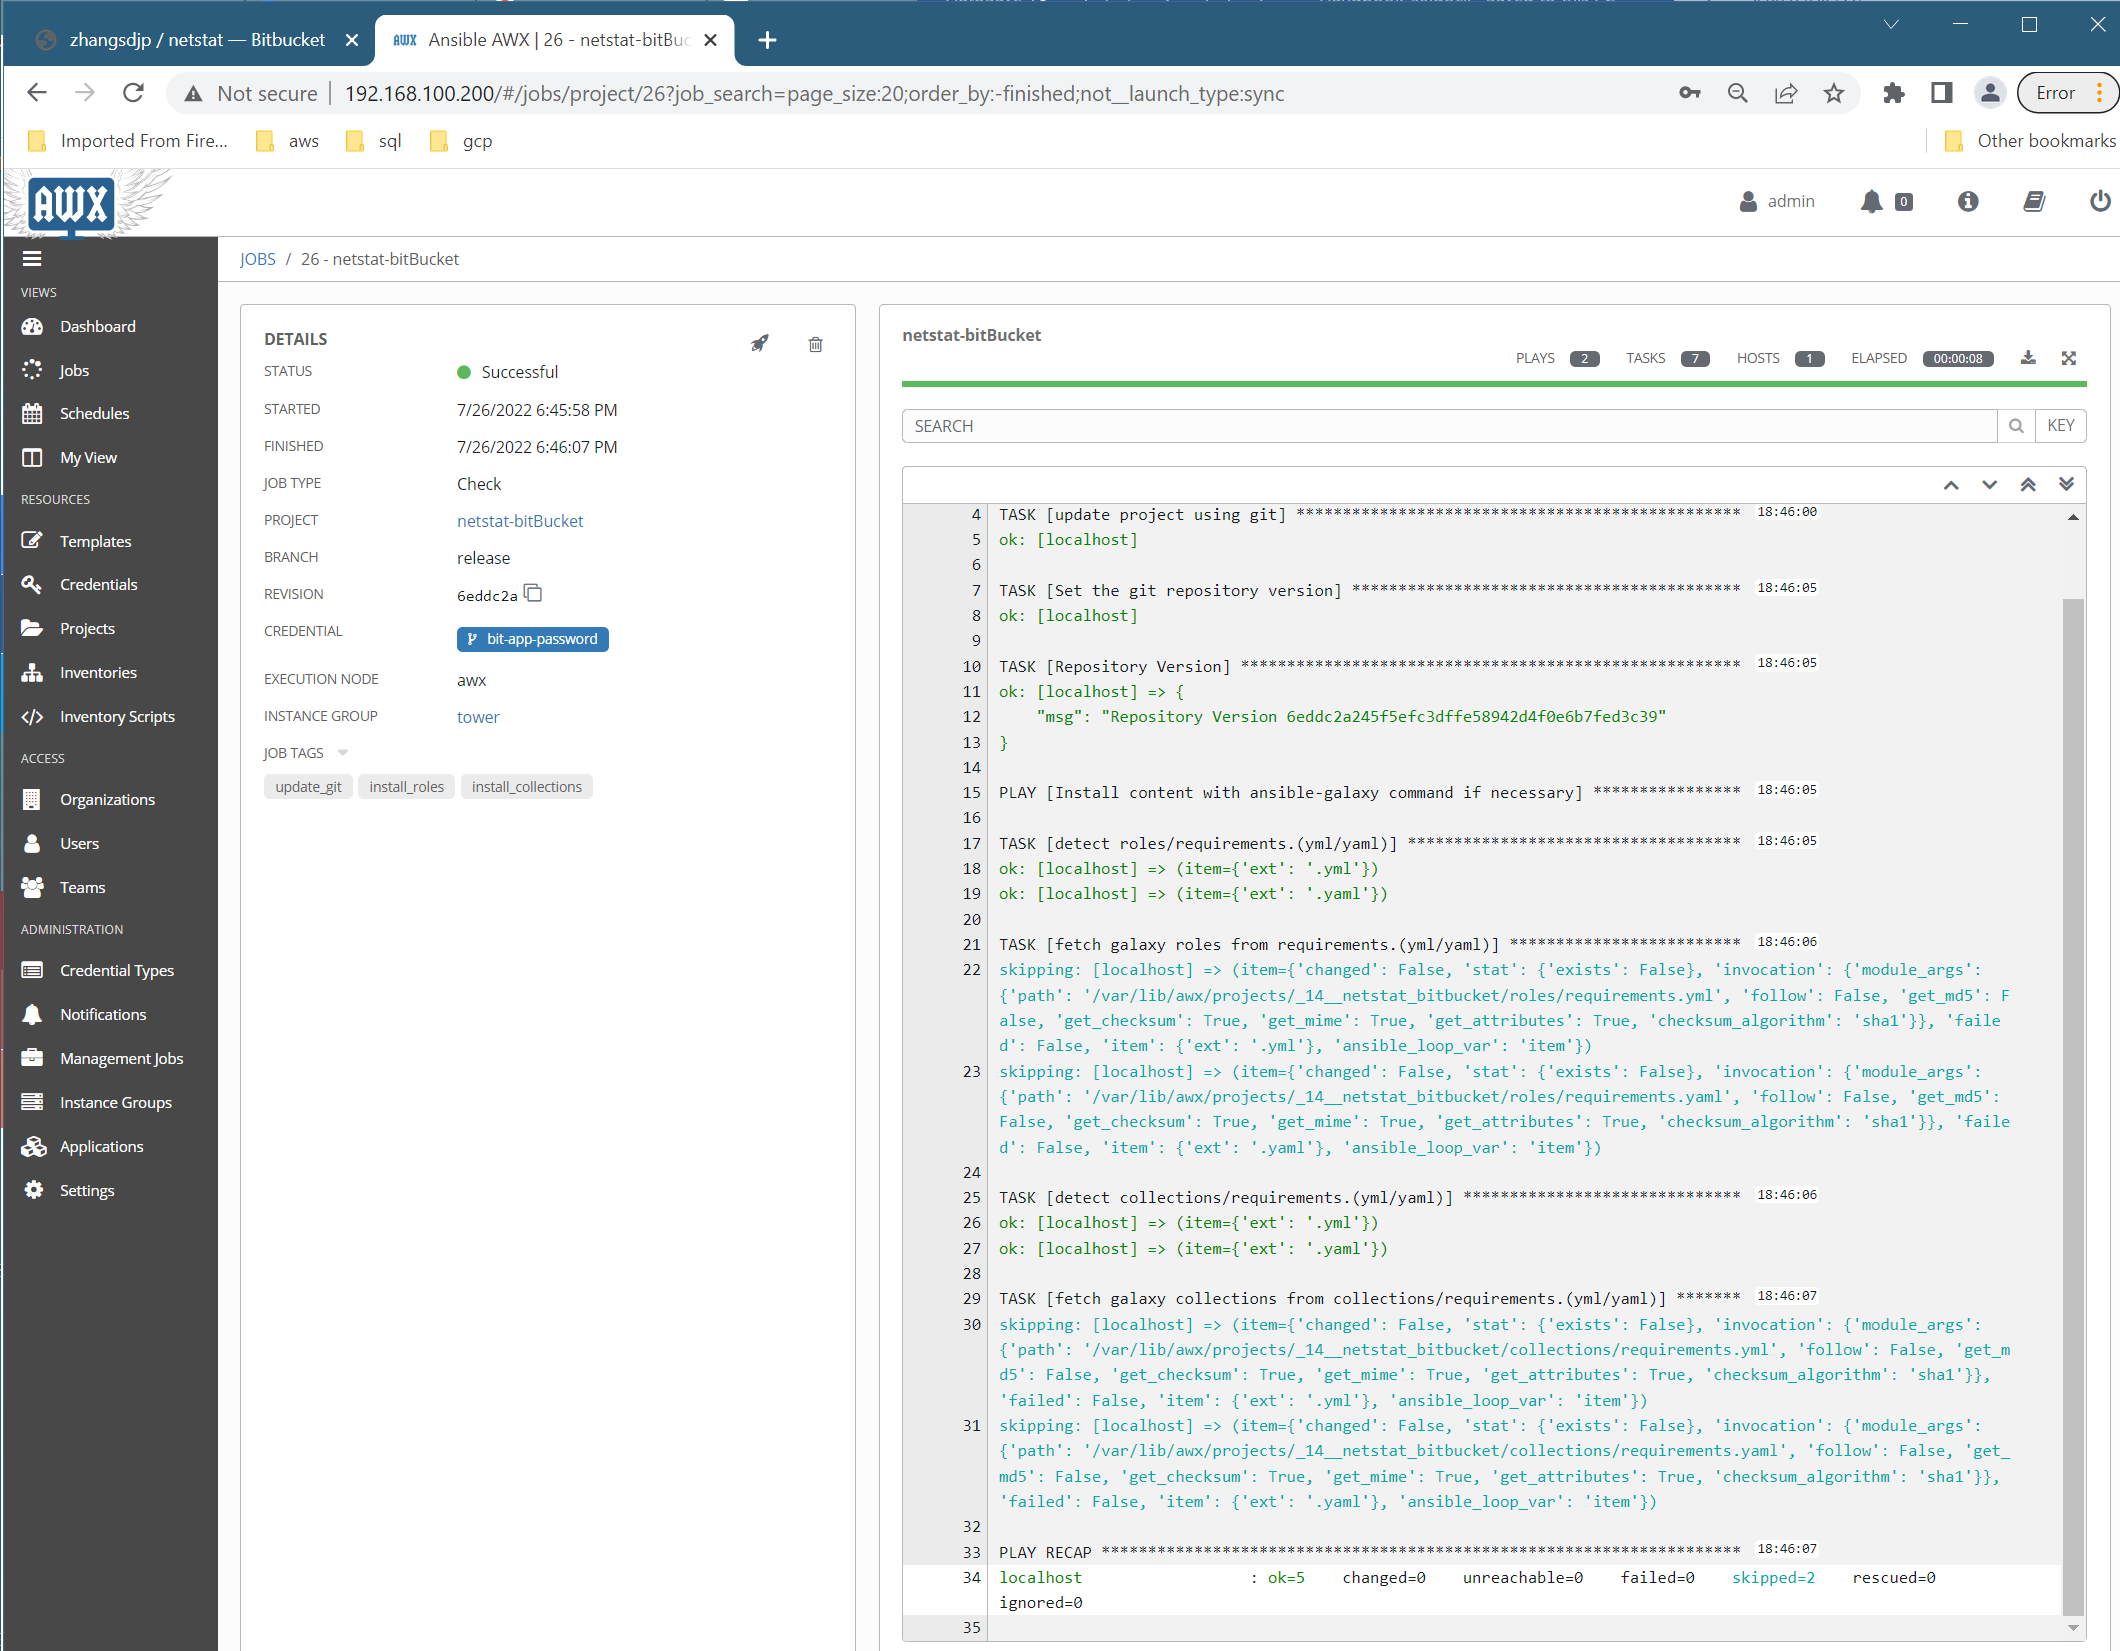 zhangsdjp / netstat — Bitbucket
AWX Ansible AWX | 26 - netstat-bitBuc
Not secure 192.168.100.200/#/jobs/project/26?job_search=page_size:20;order_by:-finished;not__launch_type:sync
Error
Imported From Fire...
aws
sql
gcp
Other bookmarks
AWX
admin
0
VIEWS
Dashboard
Jobs
Schedules
My View
RESOURCES
Templates
Credentials
Projects
Inventories
Inventory Scripts
ACCESS
Organizations
Users
Teams
ADMINISTRATION
Credential Types
Notifications
Management Jobs
Instance Groups
Applications
Settings
JOBS / 26 - netstat-bitBucket
DETAILS
STATUS Successful
STARTED 7/26/2022 6:45:58 PM
FINISHED 7/26/2022 6:46:07 PM
JOB TYPE Check
PROJECT netstat-bitBucket
BRANCH release
REVISION 6eddc2a
CREDENTIAL bit-app-password
EXECUTION NODE awx
INSTANCE GROUP tower
JOB TAGS
update_git install_roles install_collections
netstat-bitBucket
PLAYS 2 TASKS 7 HOSTS 1 ELAPSED 00:00:08
SEARCH KEY
4 TASK [update project using git] ************************************************ 18:46:00
5 ok: [localhost]
6
7 TASK [Set the git repository version] ****************************************** 18:46:05
8 ok: [localhost]
9
10 TASK [Repository Version] ****************************************************** 18:46:05
11 ok: [localhost] => {
12 "msg": "Repository Version 6eddc2a245f5efc3dffe58942d4f0e6b7fed3c39"
13 }
14
15 PLAY [Install content with ansible-galaxy command if necessary] **************** 18:46:05
16
17 TASK [detect roles/requirements.(yml/yaml)] ************************************ 18:46:05
18 ok: [localhost] => (item={'ext': '.yml'})
19 ok: [localhost] => (item={'ext': '.yaml'})
20
21 TASK [fetch galaxy roles from requirements.(yml/yaml)] ************************* 18:46:06
22 skipping: [localhost] => (item={'changed': False, 'stat': {'exists': False}, 'invocation': {'module_args':
{'path': '/var/lib/awx/projects/_14__netstat_bitbucket/roles/requirements.yml', 'follow': False, 'get_md5': F
alse, 'get_checksum': True, 'get_mime': True, 'get_attributes': True, 'checksum_algorithm': 'sha1'}}, 'faile
d': False, 'item': {'ext': '.yml'}, 'ansible_loop_var': 'item'})
23 skipping: [localhost] => (item={'changed': False, 'stat': {'exists': False}, 'invocation': {'module_args':
{'path': '/var/lib/awx/projects/_14__netstat_bitbucket/roles/requirements.yaml', 'follow': False, 'get_md5':
False, 'get_checksum': True, 'get_mime': True, 'get_attributes': True, 'checksum_algorithm': 'sha1'}}, 'faile
d': False, 'item': {'ext': '.yaml'}, 'ansible_loop_var': 'item'})
24
25 TASK [detect collections/requirements.(yml/yaml)] ****************************** 18:46:06
26 ok: [localhost] => (item={'ext': '.yml'})
27 ok: [localhost] => (item={'ext': '.yaml'})
28
29 TASK [fetch galaxy collections from collections/requirements.(yml/yaml)] ******* 18:46:07
30 skipping: [localhost] => (item={'changed': False, 'stat': {'exists': False}, 'invocation': {'module_args':
{'path': '/var/lib/awx/projects/_14__netstat_bitbucket/collections/requirements.yml', 'follow': False, 'get_m
d5': False, 'get_checksum': True, 'get_mime': True, 'get_attributes': True, 'checksum_algorithm': 'sha1'}},
'failed': False, 'item': {'ext': '.yml'}, 'ansible_loop_var': 'item'})
31 skipping: [localhost] => (item={'changed': False, 'stat': {'exists': False}, 'invocation': {'module_args':
{'path': '/var/lib/awx/projects/_14__netstat_bitbucket/collections/requirements.yaml', 'follow': False, 'get_
md5': False, 'get_checksum': True, 'get_mime': True, 'get_attributes': True, 'checksum_algorithm': 'sha1'}},
'failed': False, 'item': {'ext': '.yaml'}, 'ansible_loop_var': 'item'})
32
33 PLAY RECAP ********************************************************************* 18:46:07
34 localhost : ok=5 changed=0 unreachable=0 failed=0 skipped=2 rescued=0
ignored=0
35